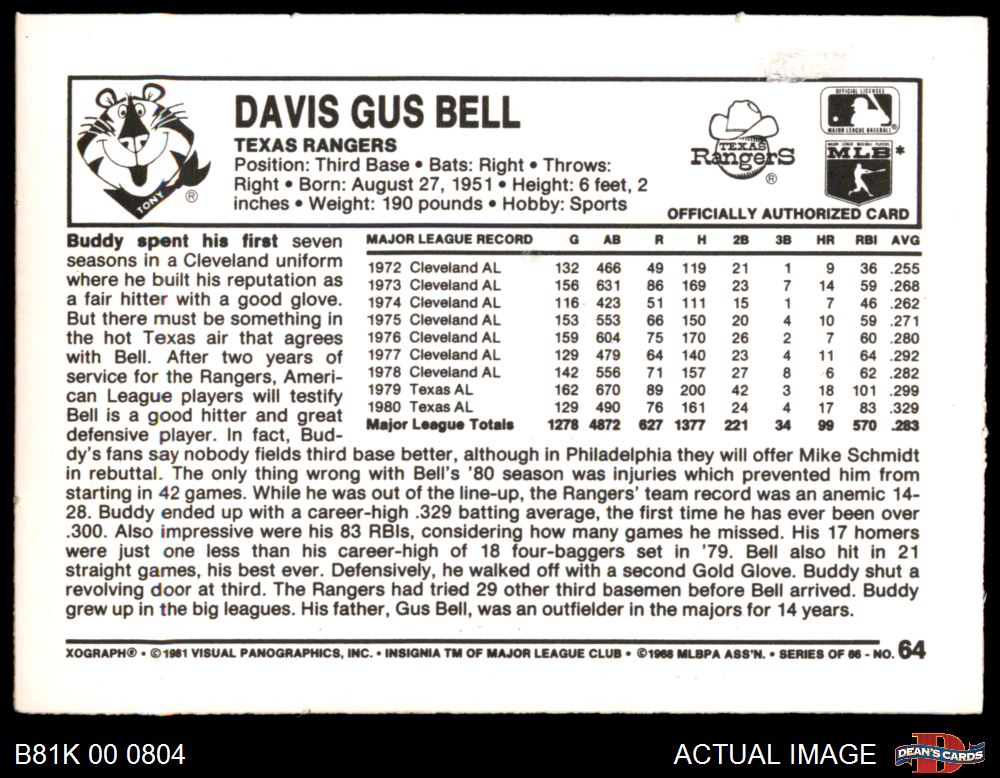 DAVIS GUS BELL
TEXAS RANGERS
Position: Third Base • Bats: Right • Throws:
Right • Born: August 27, 1951 • Height: 6 feet, 2
inches • Weight: 190 pounds • Hobby: Sports
TONY ®
TEXAS
RangerS
®
OFFICIAL LICENSEE
MAJOR LEAGUE BASEBALL®
MAJOR LEAGUE BASEBALL PLAYERS
MLB*
OFFICIALLY AUTHORIZED CARD
Buddy spent his first seven
seasons in a Cleveland uniform
where he built his reputation as
a fair hitter with a good glove.
But there must be something in
the hot Texas air that agrees
with Bell. After two years of
service for the Rangers, Ameri-
can League players will testify
Bell is a good hitter and great
defensive player. In fact, Bud-
MAJOR LEAGUE RECORD G AB R H 2B 3B HR RBI AVG
1972 Cleveland AL 132 466 49 119 21 1 9 36 .255
1973 Cleveland AL 156 631 86 169 23 7 14 59 .268
1974 Cleveland AL 116 423 51 111 15 1 7 46 .262
1975 Cleveland AL 153 553 66 150 20 4 10 59 .271
1976 Cleveland AL 159 604 75 170 26 2 7 60 .280
1977 Cleveland AL 129 479 64 140 23 4 11 64 .292
1978 Cleveland AL 142 556 71 157 27 8 6 62 .282
1979 Texas AL 162 670 89 200 42 3 18 101 .299
1980 Texas AL 129 490 76 161 24 4 17 83 .329
Major League Totals 1278 4872 627 1377 221 34 99 570 .283
dy's fans say nobody fields third base better, although in Philadelphia they will offer Mike Schmidt
in rebuttal. The only thing wrong with Bell's '80 season was injuries which prevented him from
starting in 42 games. While he was out of the line-up, the Rangers' team record was an anemic 14-
28. Buddy ended up with a career-high .329 batting average, the first time he has ever been over
.300. Also impressive were his 83 RBIs, considering how many games he missed. His 17 homers
were just one less than his career-high of 18 four-baggers set in '79. Bell also hit in 21
straight games, his best ever. Defensively, he walked off with a second Gold Glove. Buddy shut a
revolving door at third. The Rangers had tried 29 other third basemen before Bell arrived. Buddy
grew up in the big leagues. His father, Gus Bell, was an outfielder in the majors for 14 years.
XOGRAPH® • ©1981 VISUAL PANOGRAPHICS, INC. • INSIGNIA TM OF MAJOR LEAGUE CLUB • ©1968 MLBPA ASS'N. • SERIES OF 66 - NO. 64
B81K 00 0804
ACTUAL IMAGE
DEAN'S CARDS